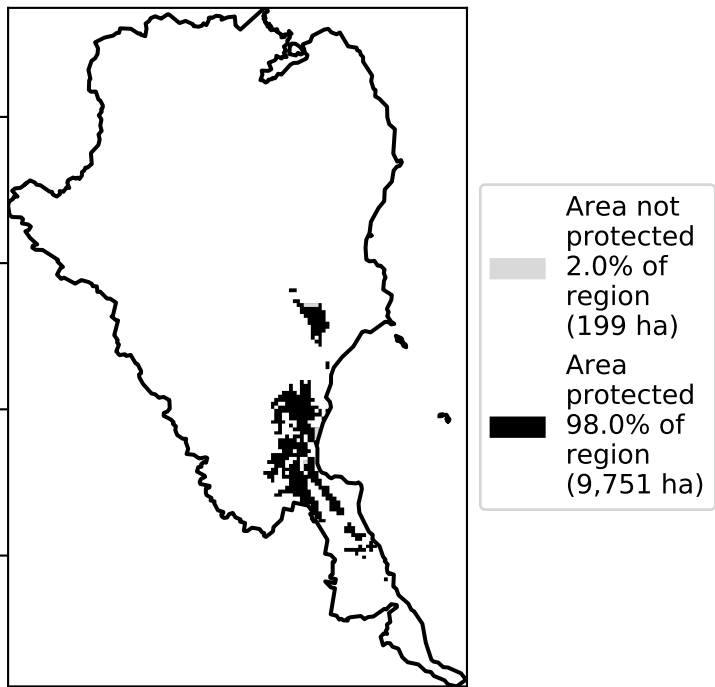 Area not
protected
2.0% of
region
(199 ha)
Area
protected
98.0% of
region
(9,751 ha)